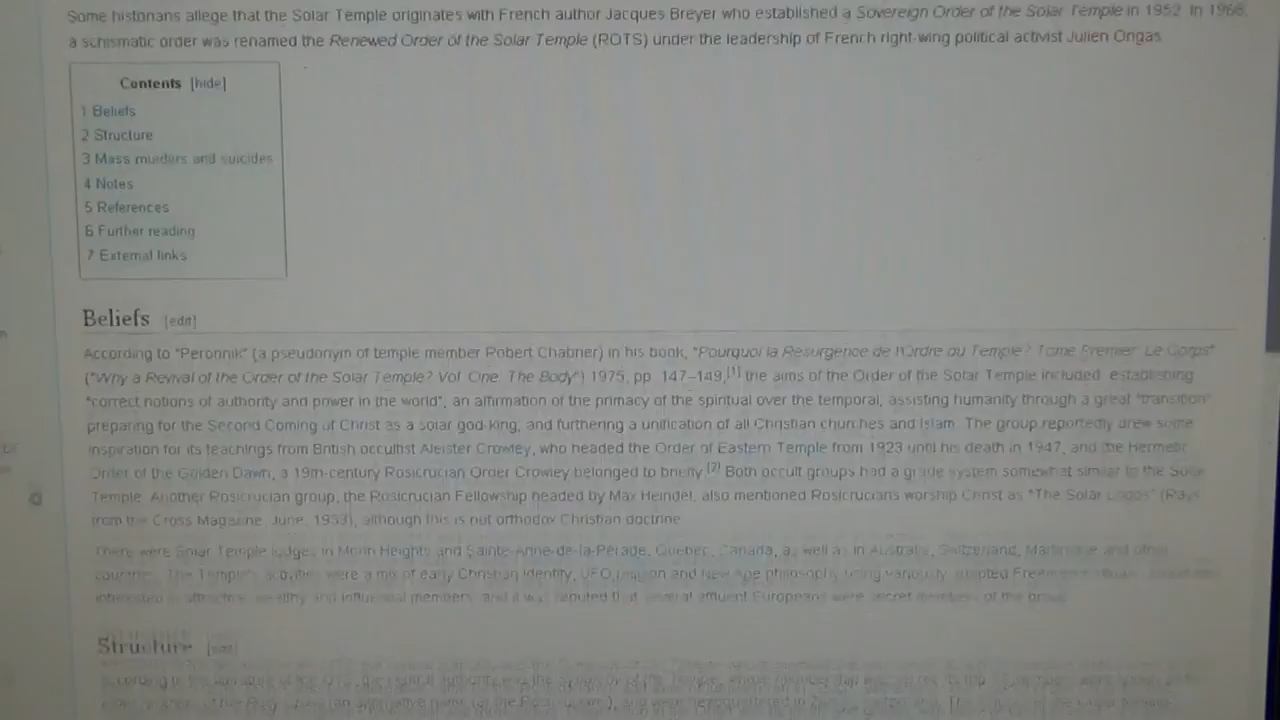 Some historians allege that the Solar Temple originates with French author Jacques Breyer who established a Sovereign Order of the Solar Temple in 1952. In 1968,
a schismatic order was renamed the Renewed Order of the Solar Temple (ROTS) under the leadership of French right-wing political activist Julien Origas.
Contents [hide]
1 Beliefs
2 Structure
3 Mass murders and suicides
4 Notes
5 References
6 Further reading
7 External links
Beliefs [edit]
According to "Peronnik" (a pseudonym of temple member Robert Chabrier) in his book, "Pourquoi la Resurgence de l'Ordre du Temple? Tome Premier: Le Corps"
("Why a Revival of the Order of the Solar Temple? Vol. One: The Body") 1975, pp. 147–149,[1] the aims of the Order of the Solar Temple included: establishing
"correct notions of authority and power in the world", an affirmation of the primacy of the spiritual over the temporal, assisting humanity through a great "transition"
preparing for the Second Coming of Christ as a solar god-king, and furthering a unification of all Christian churches and Islam. The group reportedly drew some
inspiration for its teachings from British occultist Aleister Crowley, who headed the Order of Eastern Temple from 1923 until his death in 1947, and the Hermetic
Order of the Golden Dawn, a 19th-century Rosicrucian Order Crowley belonged to briefly.[2] Both occult groups had a grade system somewhat similar to the Solar
Temple. Another Rosicrucian group, the Rosicrucian Fellowship headed by Max Heindel, also mentioned Rosicrucians worship Christ as "The Solar Logos" (Rays
from the Cross Magazine, June, 1933), although this is not orthodox Christian doctrine.
There were Solar Temple lodges in Morin Heights and Sainte-Anne-de-la-Pérade, Quebec, Canada, as well as in Australia, Switzerland, Martinique and other
countries. The Temple's activities were a mix of early Christian Identity, UFO religion and New Age philosophy using variously adapted
interested in attracting wealthy and influential members, and it was reputed that several affluent Europeans were secret members of the group.
Structure [edit]